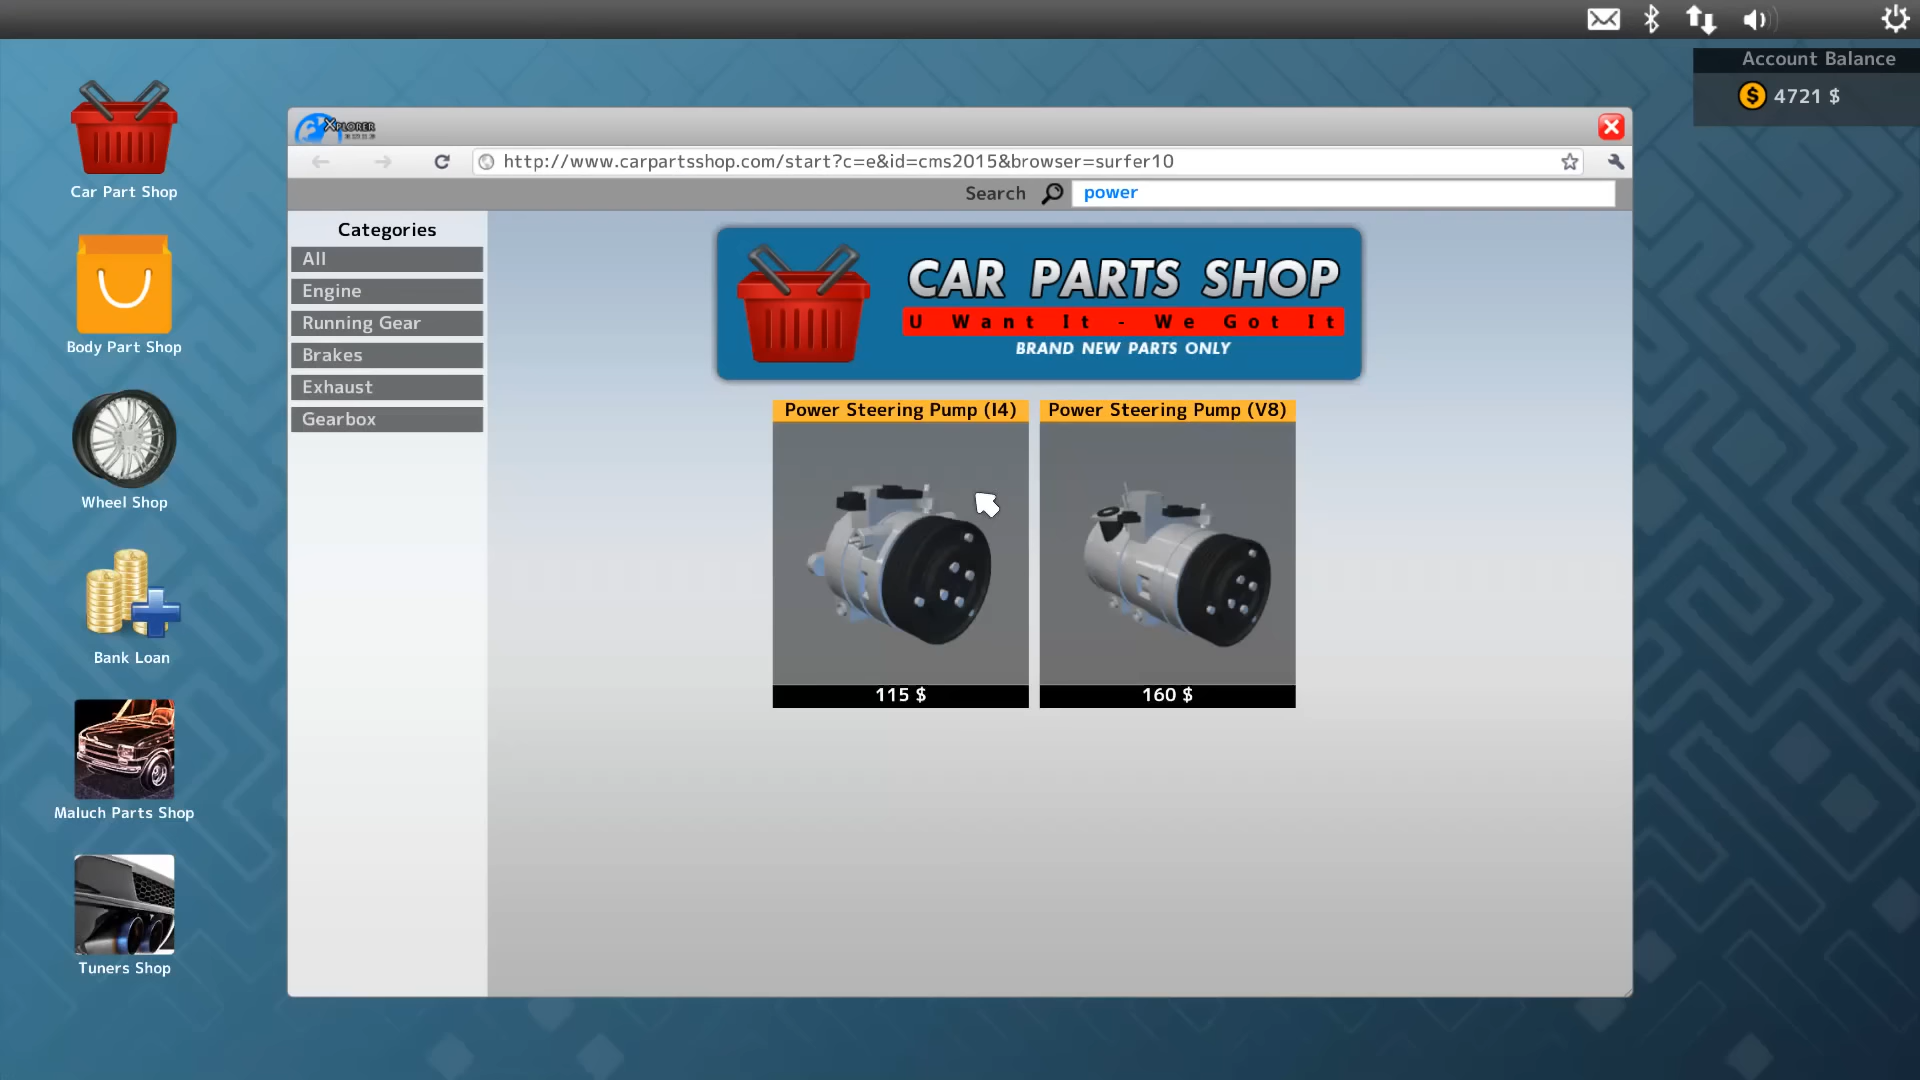 Account Balance
4721 $
Car Part Shop
Body Part Shop
Wheel Shop
Bank Loan
Maluch Parts Shop
Tuners Shop
XPLORER
http://www.carpartsshop.com/start?c=e&id=cms2015&browser=surfer10
Search power
Categories
All
Engine
Running Gear
Brakes
Exhaust
Gearbox
CAR PARTS SHOP
U Want It - We Got It
BRAND NEW PARTS ONLY
Power Steering Pump (I4)
115 $
Power Steering Pump (V8)
160 $